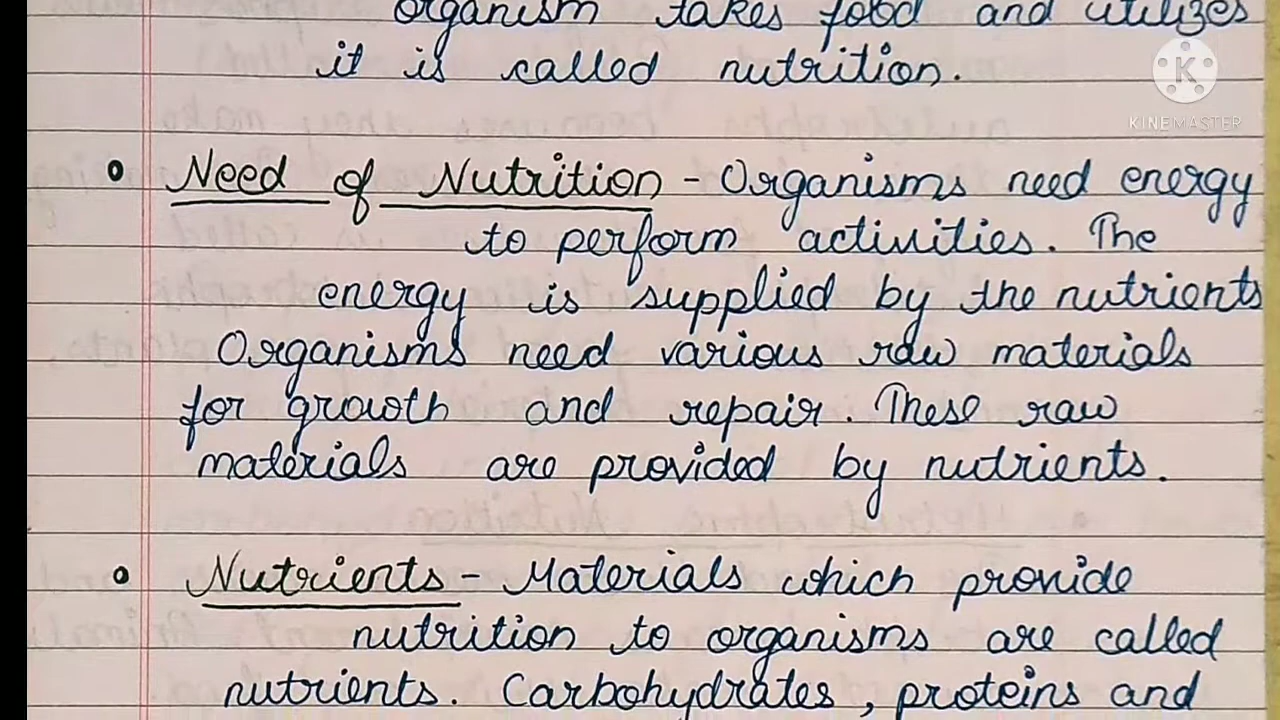 organism takes food and utilizes
it is called nutrition.
KINEMASTER
Need of Nutrition - Organisms need energy
to perform activities. The
energy is supplied by the nutrients
Organisms need various raw materials
for growth and repair. These raw
materials are provided by nutrients.
Nutrients - Materials which provide
nutrition to organisms are called
nutrients. Carbohydrates, proteins and